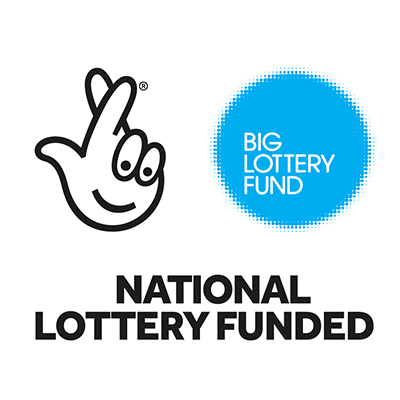 ®
BIG
LOTTERY
FUND
NATIONAL
LOTTERY FUNDED